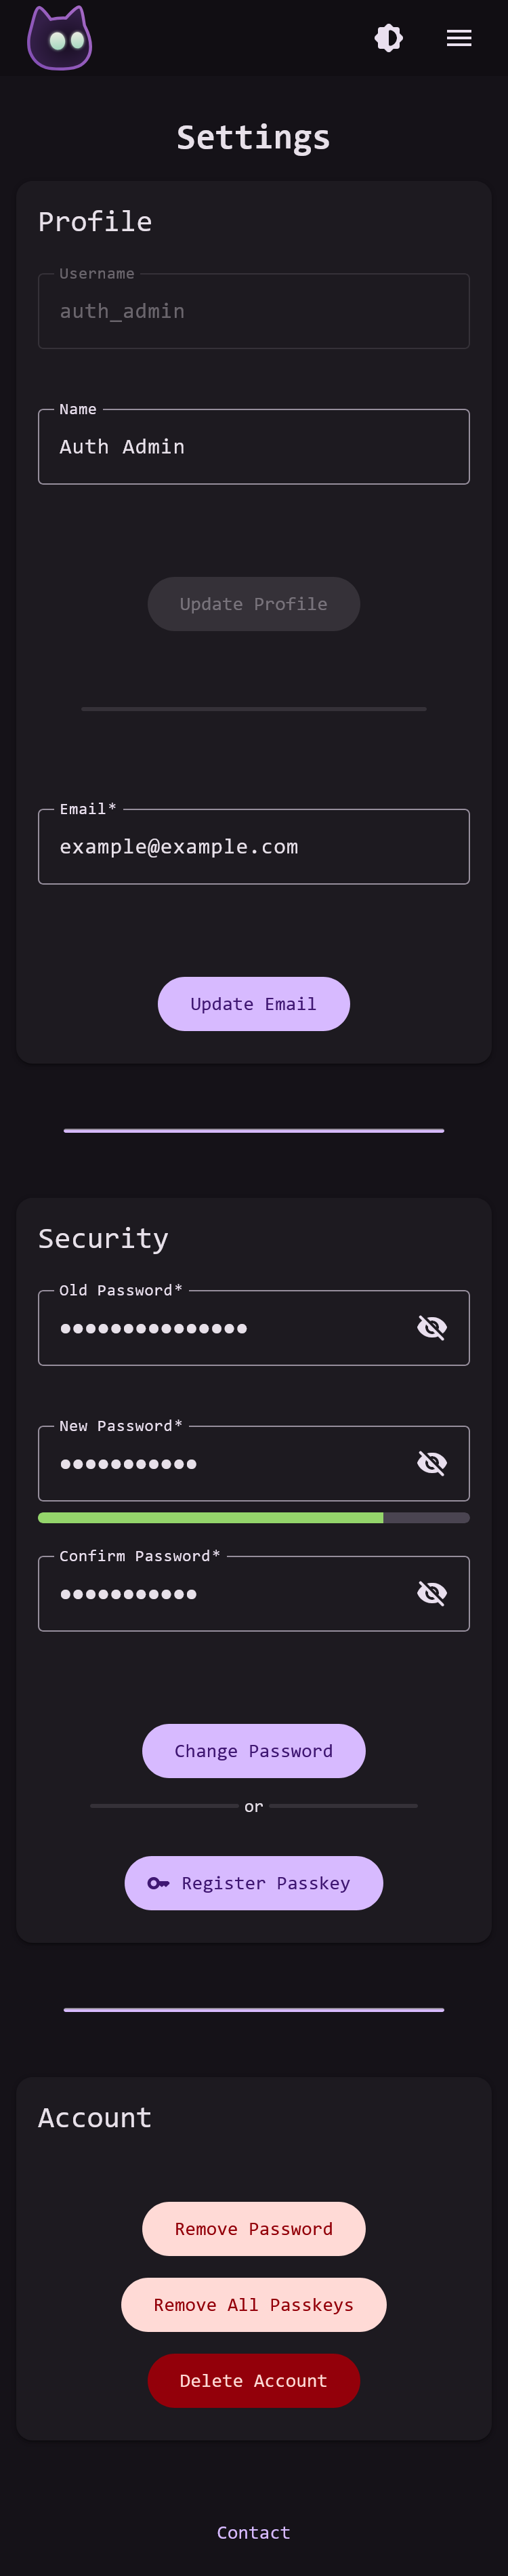 Settings
Profile
Username
auth_admin
Name
Auth Admin
Update Profile
Email*
example@example.com
Update Email
Security
Old Password*
•••••••••••••••
New Password*
•••••••••••
Confirm Password*
•••••••••••
Change Password
or
Register Passkey
Account
Remove Password
Remove All Passkeys
Delete Account
Contact